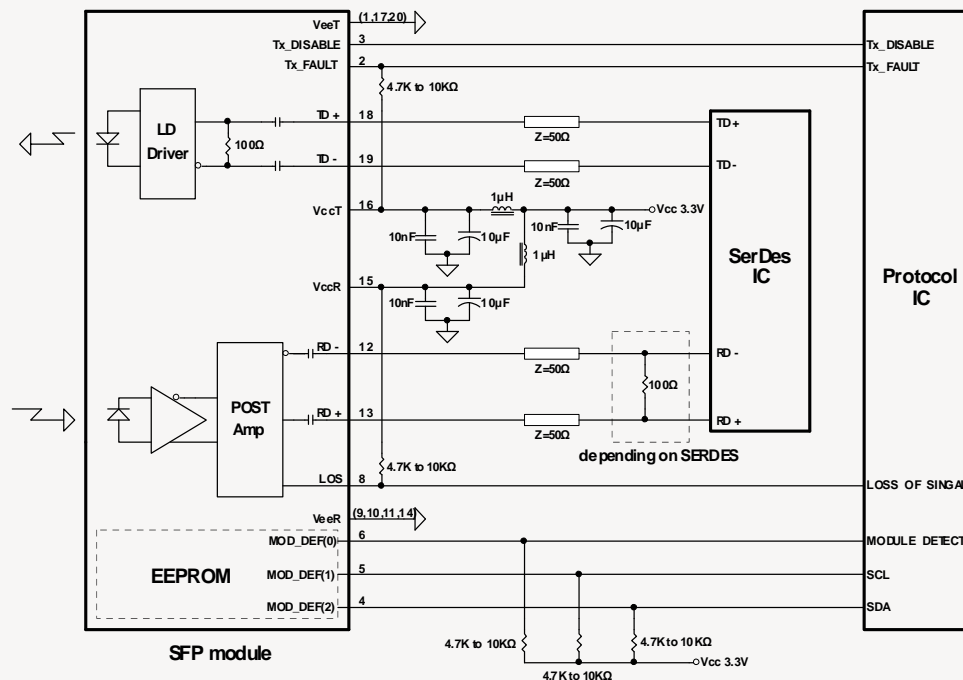 VeeT (1,17,20)
Tx_DISABLE 3 Tx_DISABLE
Tx_FAULT 2 Tx_FAULT
4.7K to 10KΩ
LD
Driver
100Ω
TD+ 18 Z=50Ω TD+
TD- 19 Z=50Ω TD-
VccT 16 1µH Vcc 3.3V
10nF 10µF 10nF 10µF
1µH
SerDes
IC
Protocol
IC
VccR 15
10nF 10µF
RD - 12 Z=50Ω RD -
100Ω
POST
Amp
RD+ 13 Z=50Ω RD+
depending on SERDES
4.7K to 10KΩ
LOS 8 LOSS OF SINGAL
VeeR (9,10,11,14)
MOD_DEF(0) 6 MODULE DETECT
EEPROM
MOD_DEF(1) 5 SCL
MOD_DEF(2) 4 SDA
4.7K to 10KΩ 4.7K to 10KΩ
SFP module
Vcc 3.3V
4.7K to 10KΩ